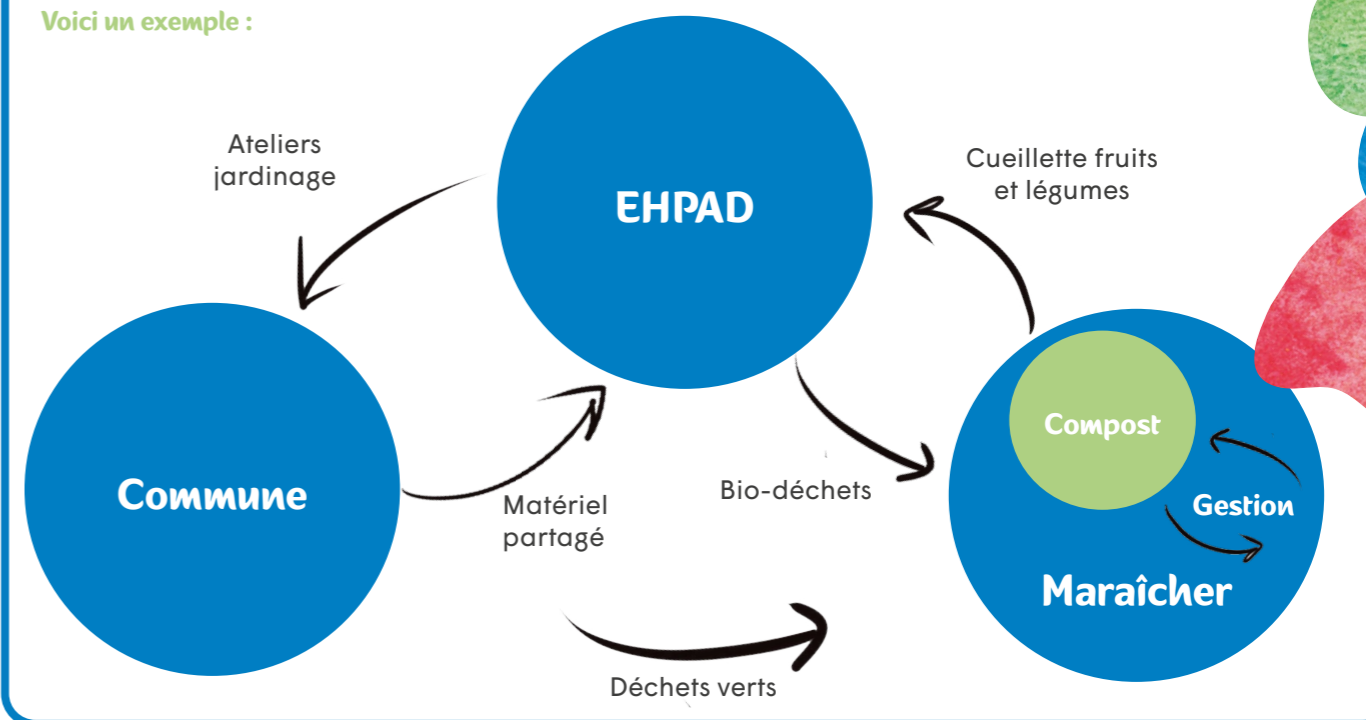 Voici un exemple :
Ateliers
jardinage
EHPAD
Cueillette fruits
et légumes
Commune
Matériel
partagé
Bio-déchets
Compost
Gestion
Maraîcher
Déchets verts